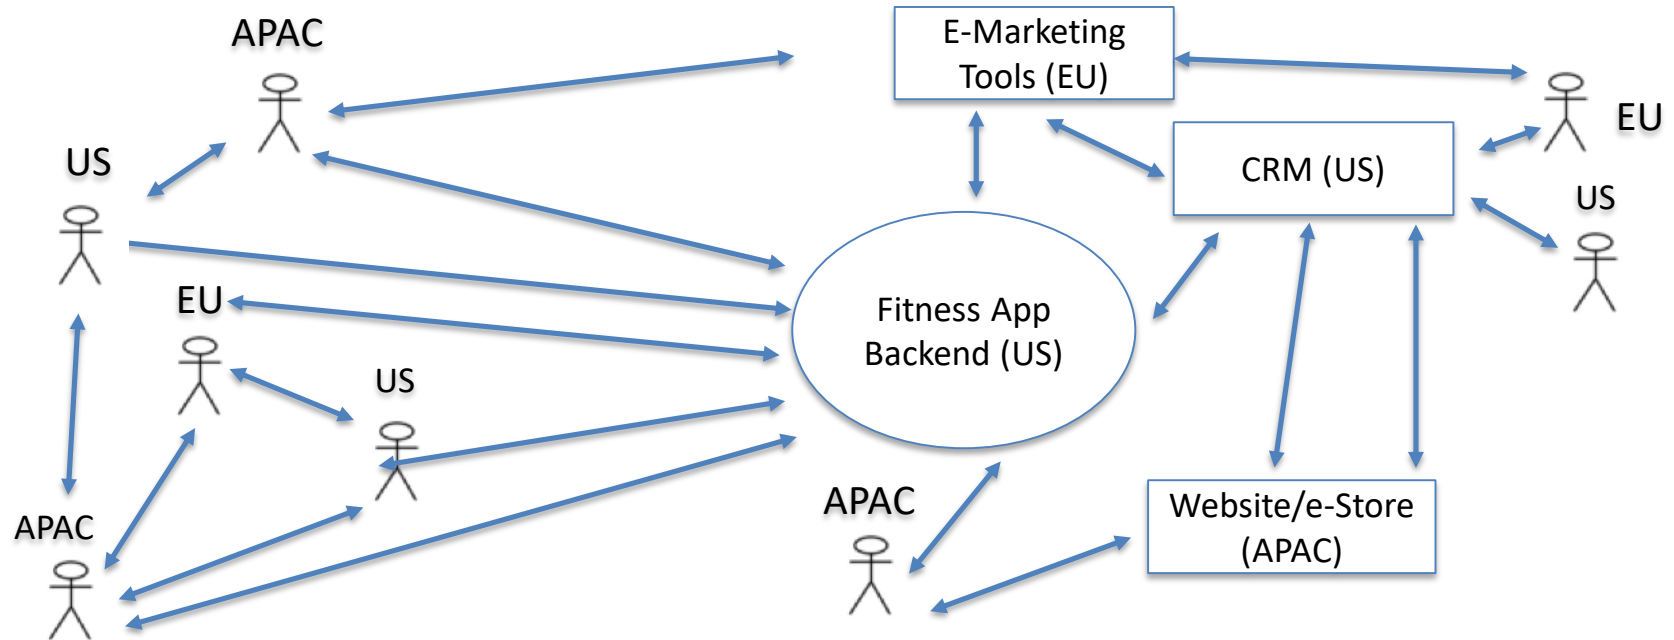 APAC
E-Marketing
Tools (EU)
EU
US
CRM (US)
US
EU
Fitness App
Backend (US)
US
APAC
Website/e-Store
(APAC)
APAC